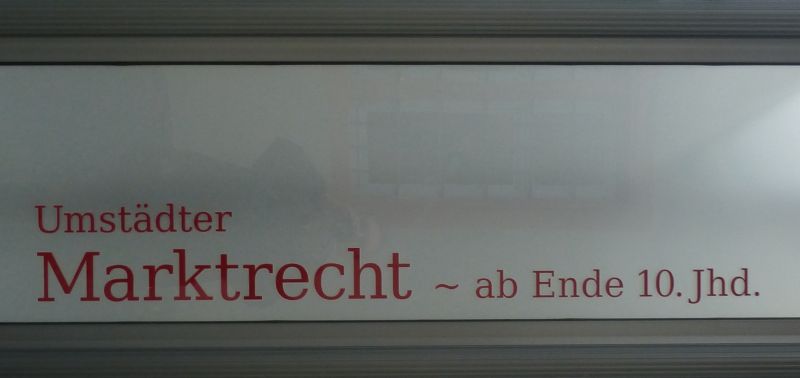 Umstädter
Marktrecht ~ ab Ende 10. Jhd.